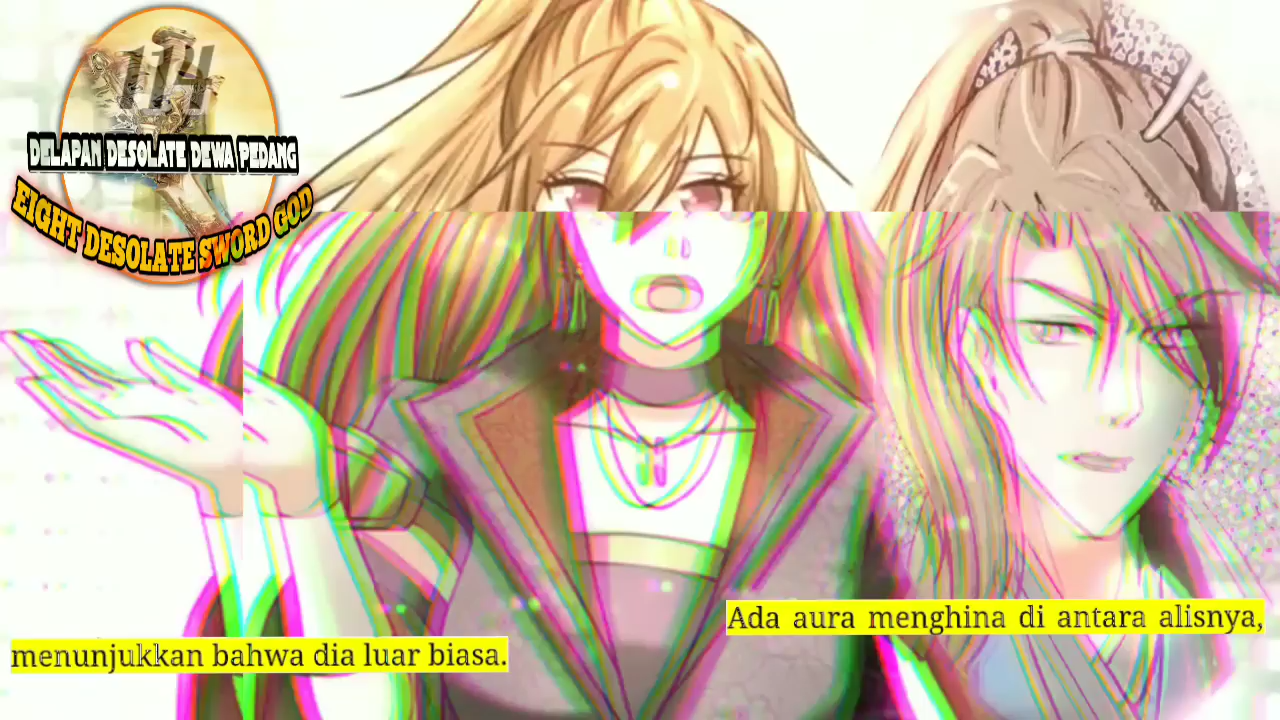 114
DELAPAN DESOLATE DEWA PEDANG
EIGHT DESOLATE SWORD GOD
Ada aura menghina di antara alisnya,
menunjukkan bahwa dia luar biasa.